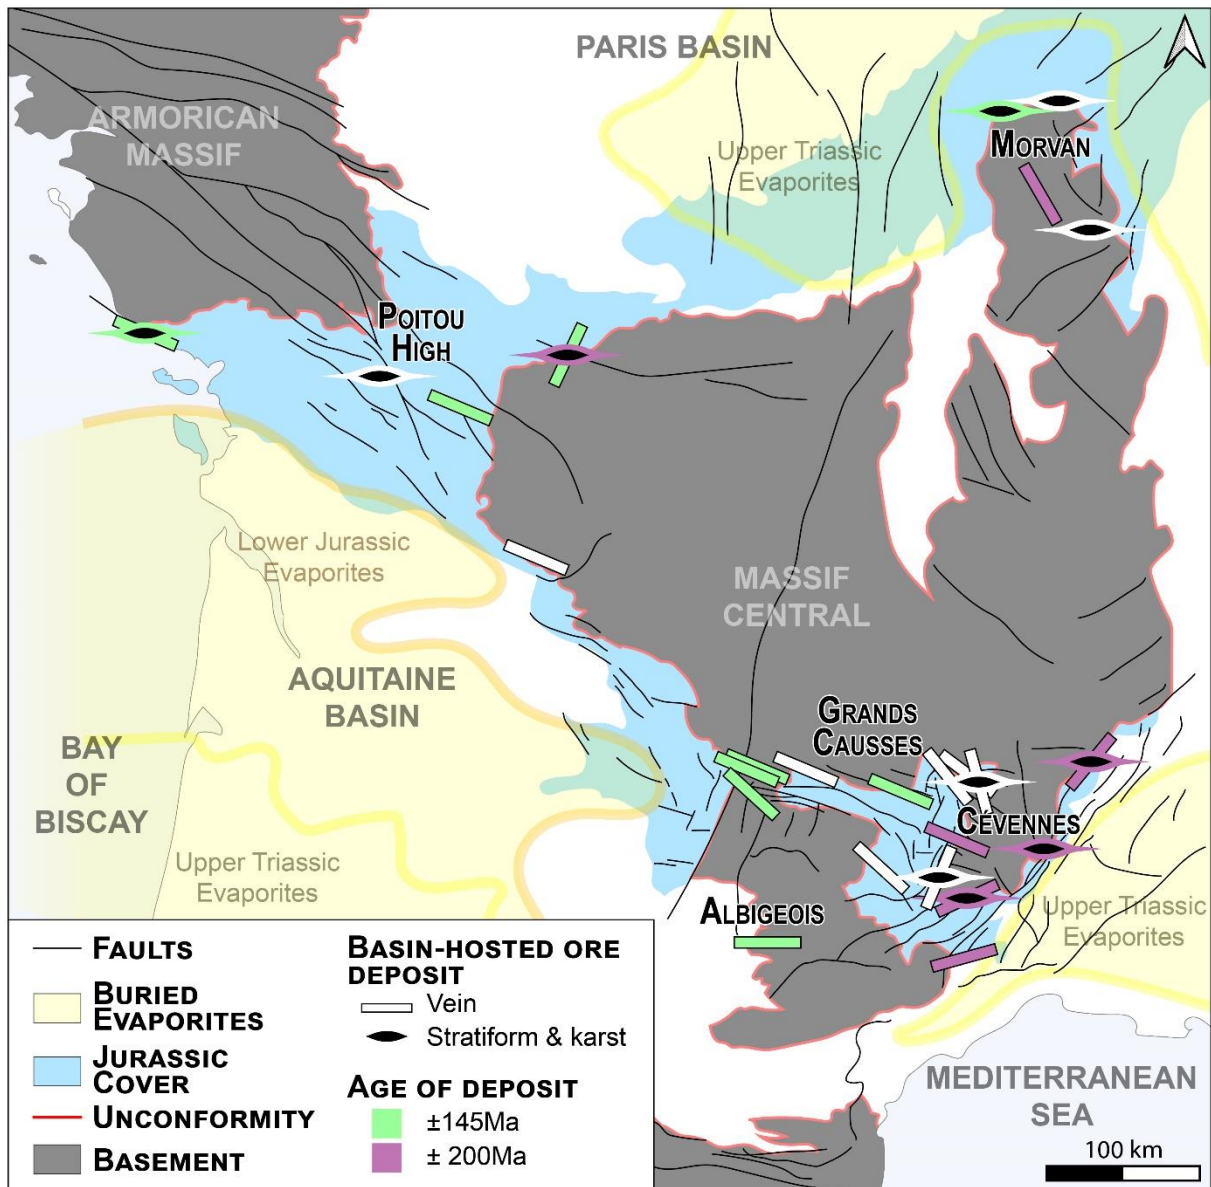 PARIS BASIN
ARMORICAN
MASSIF
Upper Triassic
Evaporites
MORVAN
POITOU
HIGH
Lower Jurassic
Evaporites
MASSIF
CENTRAL
AQUITAINE
BASIN
GRANDS
CAUSSES
BAY
OF
BISCAY
CÉVENNES
Upper Triassic
Evaporites
ALBIGEOIS
Upper Triassic
Evaporites
MEDITERRANEAN
SEA
100 km
FAULTS
BURIED
EVAPORITES
JURASSIC
COVER
UNCONFORMITY
BASEMENT
BASIN-HOSTED ORE
DEPOSIT
Vein
Stratiform & karst
AGE OF DEPOSIT
±145Ma
± 200Ma